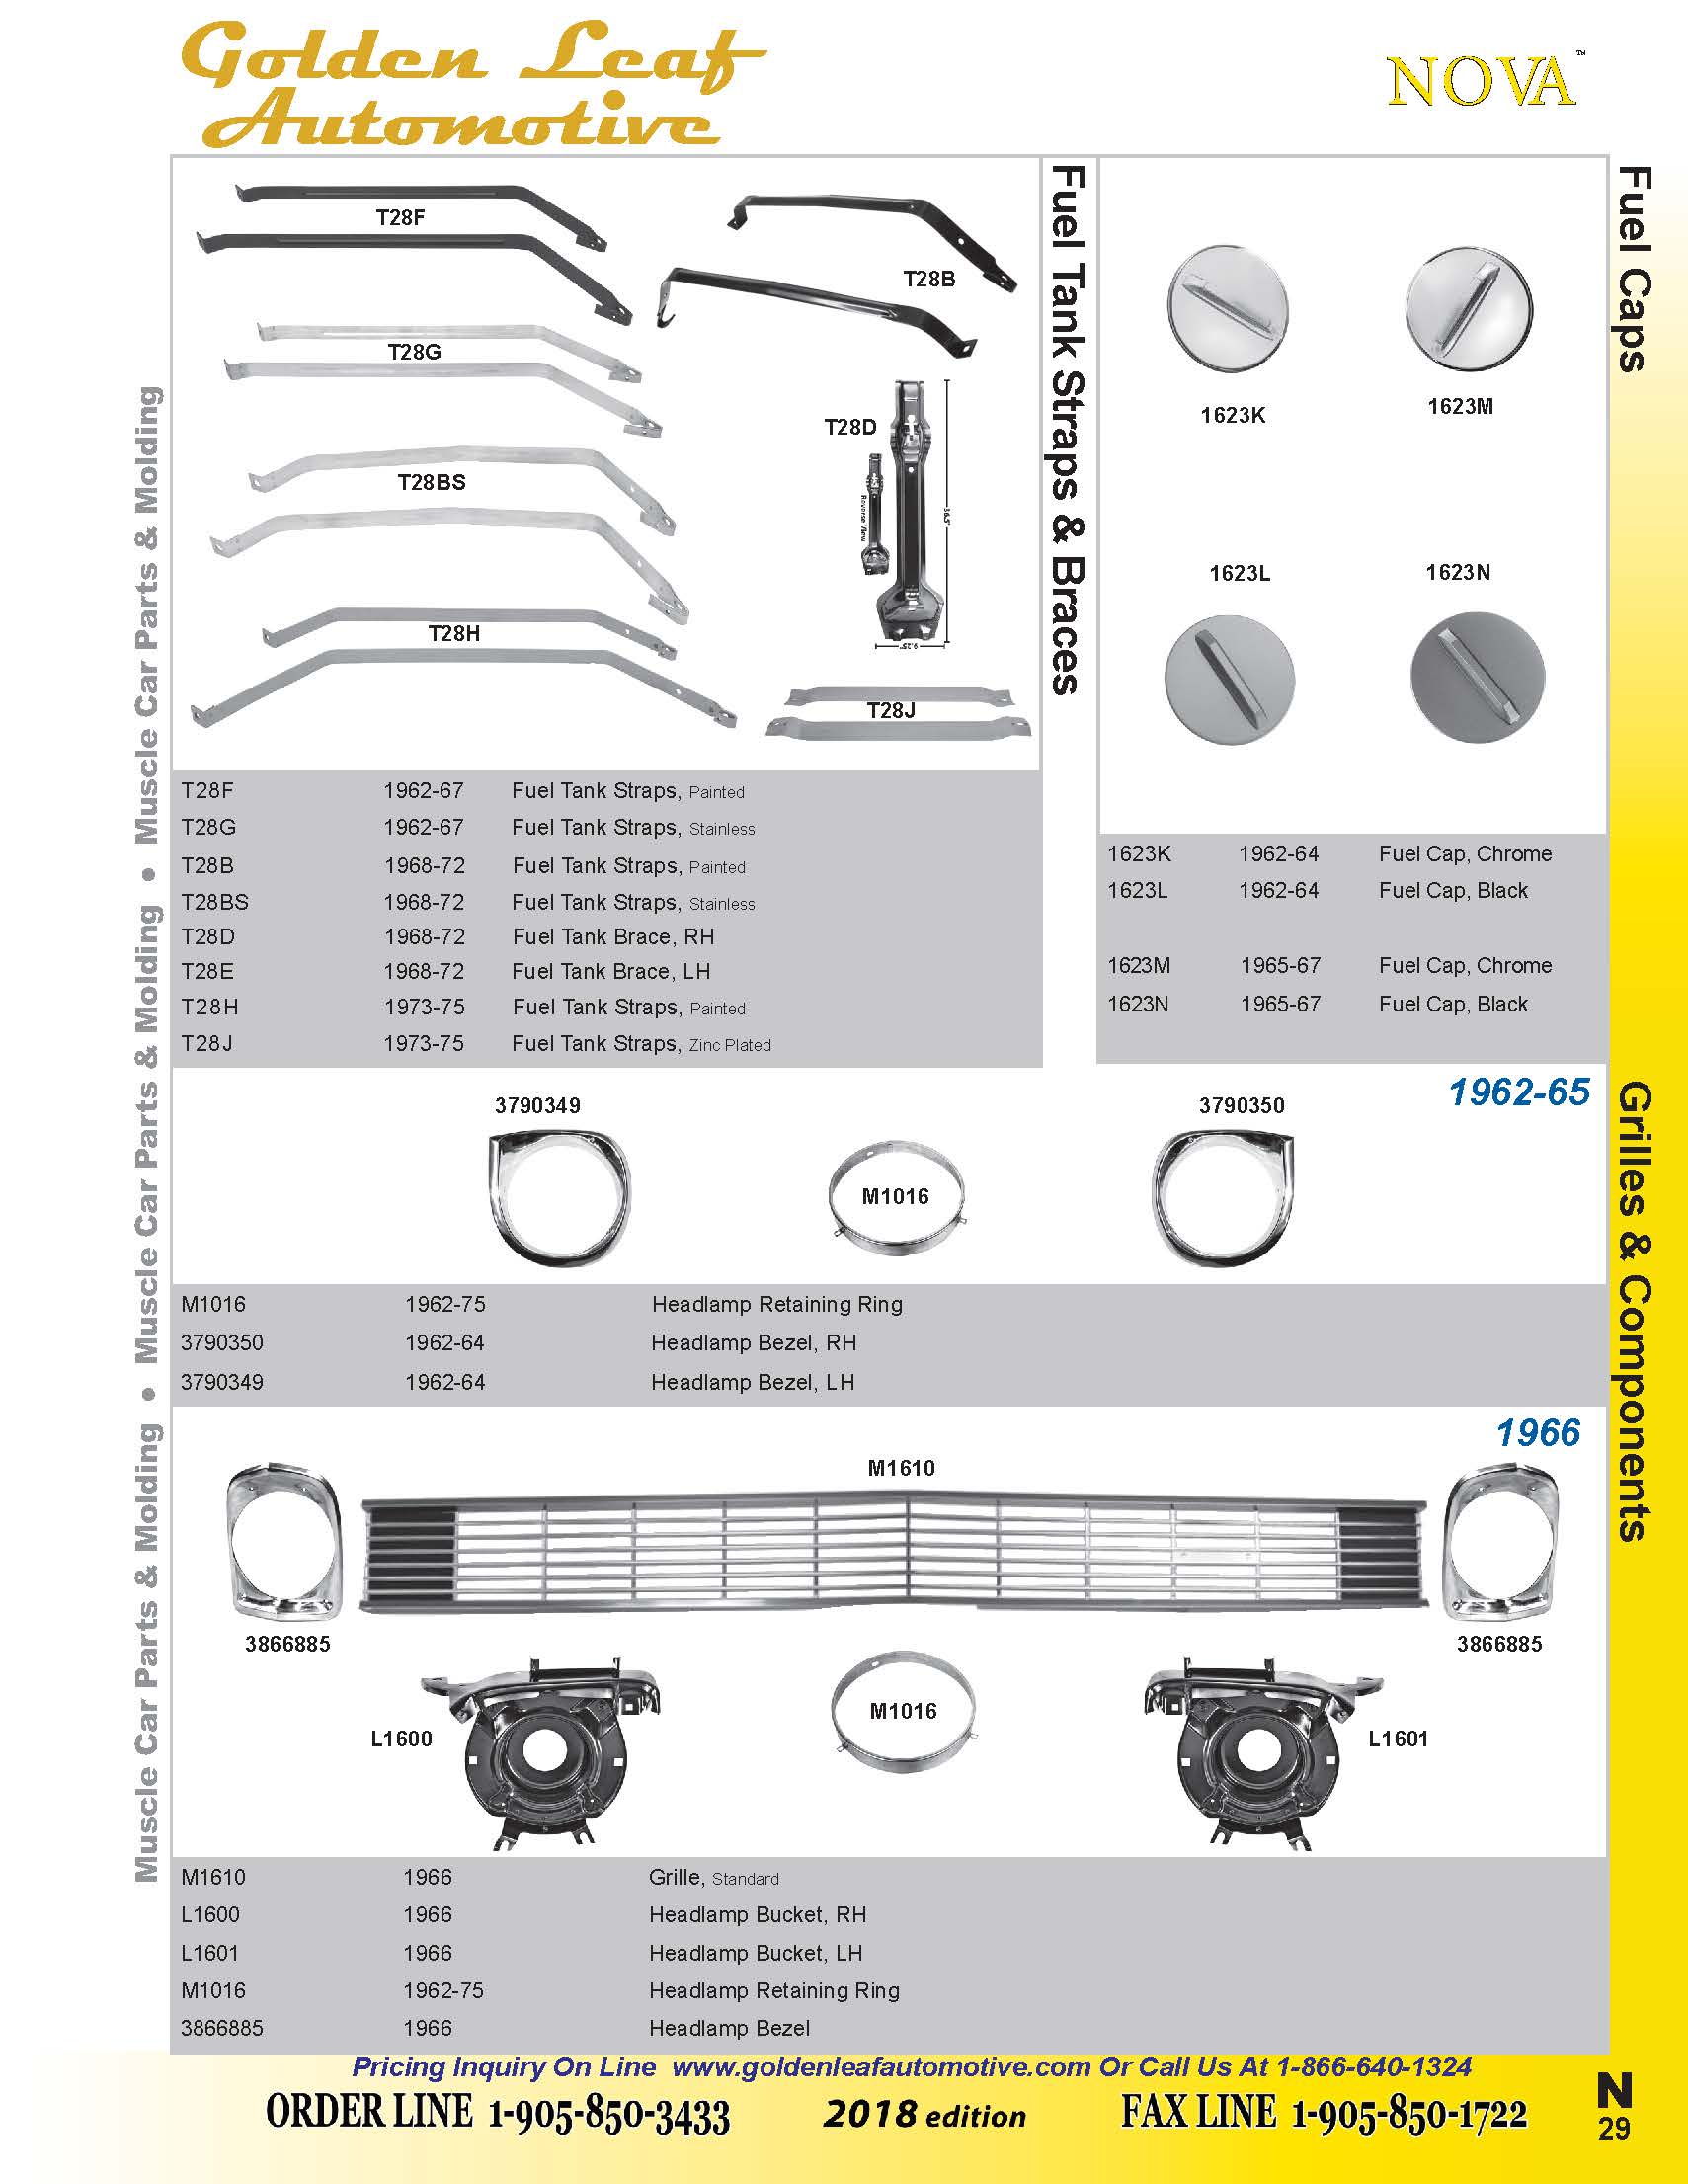 Golden Leaf
Automotive
NOVA™
Fuel Tank Straps & Braces
T28F
T28B
T28G
T28D
Reverse View
16.5"
9.25"
T28BS
T28H
T28J
T28F 1962-67 Fuel Tank Straps, Painted
T28G 1962-67 Fuel Tank Straps, Stainless
T28B 1968-72 Fuel Tank Straps, Painted
T28BS 1968-72 Fuel Tank Straps, Stainless
T28D 1968-72 Fuel Tank Brace, RH
T28E 1968-72 Fuel Tank Brace, LH
T28H 1973-75 Fuel Tank Straps, Painted
T28J 1973-75 Fuel Tank Straps, Zinc Plated
Fuel Caps
1623K
1623M
1623L
1623N
1623K 1962-64 Fuel Cap, Chrome
1623L 1962-64 Fuel Cap, Black
1623M 1965-67 Fuel Cap, Chrome
1623N 1965-67 Fuel Cap, Black
Grilles & Components
1962-65
3790349
3790350
M1016
M1016 1962-75 Headlamp Retaining Ring
3790350 1962-64 Headlamp Bezel, RH
3790349 1962-64 Headlamp Bezel, LH
1966
M1610
3866885
3866885
L1600
M1016
L1601
M1610 1966 Grille, Standard
L1600 1966 Headlamp Bucket, RH
L1601 1966 Headlamp Bucket, LH
M1016 1962-75 Headlamp Retaining Ring
3866885 1966 Headlamp Bezel
Muscle Car Parts & Molding • Muscle Car Parts & Molding • Muscle Car Parts & Molding
Pricing Inquiry On Line www.goldenleafautomotive.com Or Call Us At 1-866-640-1324
ORDER LINE 1-905-850-3433 2018 edition FAX LINE 1-905-850-1722
N
29